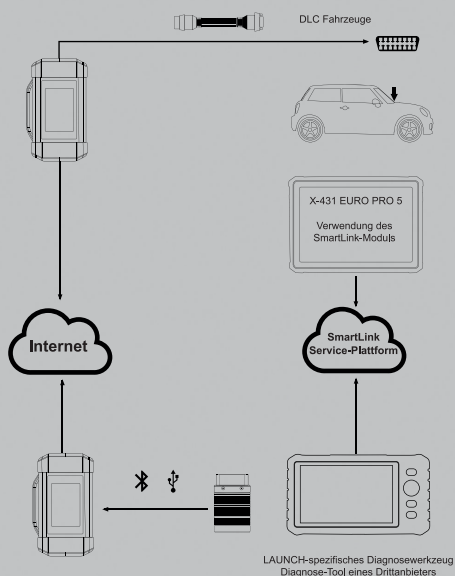 DLC Fahrzeuge
X-431 EURO PRO 5
Verwendung des
SmartLink-Moduls
Internet
SmartLink
Service-Plattform
LAUNCH-spezifisches Diagnosewerkzeug
Diagnose-Tool eines Drittanbieters